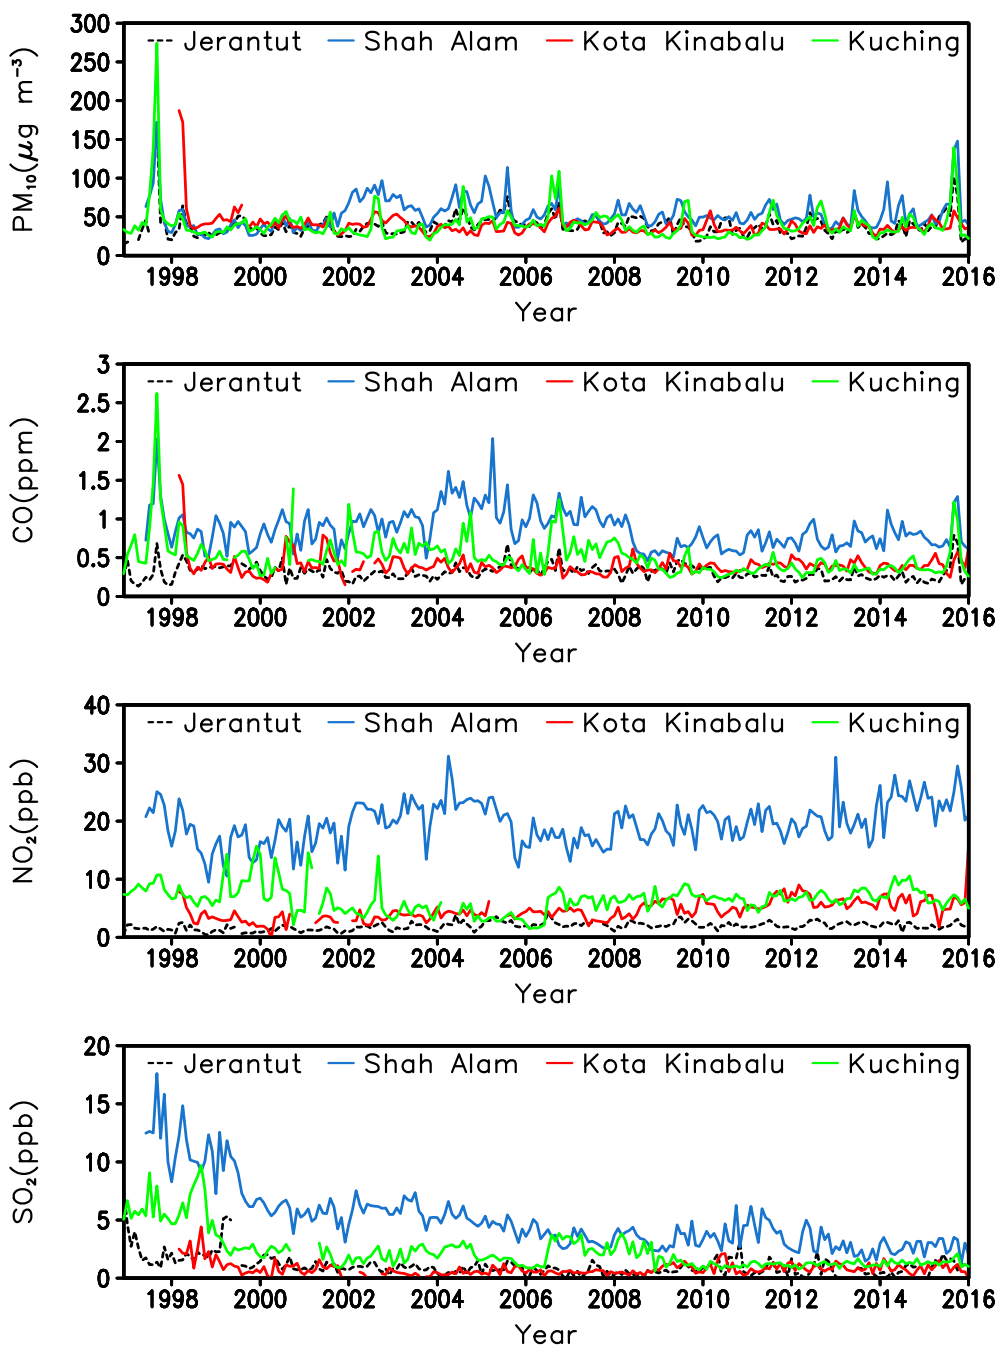 300
250
200
150
100
50
0
PM₁₀(μg m⁻³)
Jerantut Shah Alam Kota Kinabalu Kuching
1998 2000 2002 2004 2006 2008 2010 2012 2014 2016
Year
3
2.5
2
1.5
1
0.5
0
CO(ppm)
Jerantut Shah Alam Kota Kinabalu Kuching
1998 2000 2002 2004 2006 2008 2010 2012 2014 2016
Year
40
30
20
10
0
NO₂(ppb)
Jerantut Shah Alam Kota Kinabalu Kuching
1998 2000 2002 2004 2006 2008 2010 2012 2014 2016
Year
20
15
10
5
0
SO₂(ppb)
Jerantut Shah Alam Kota Kinabalu Kuching
1998 2000 2002 2004 2006 2008 2010 2012 2014 2016
Year